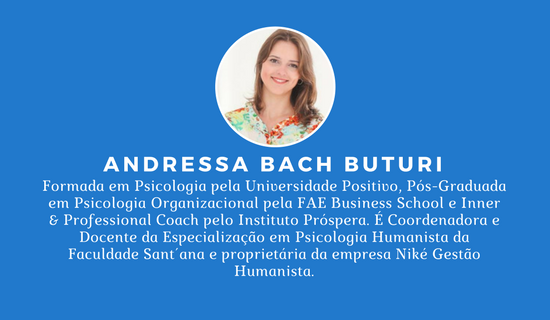 ANDRESSA BACH BUTURI
Formada em Psicologia pela Universidade Positivo, Pós-Graduada
em Psicologia Organizacional pela FAE Business School e Inner
& Professional Coach pelo Instituto Próspera. É Coordenadora e
Docente da Especialização em Psicologia Humanista da
Faculdade Sant´ana e proprietária da empresa Niké Gestão
Humanista.